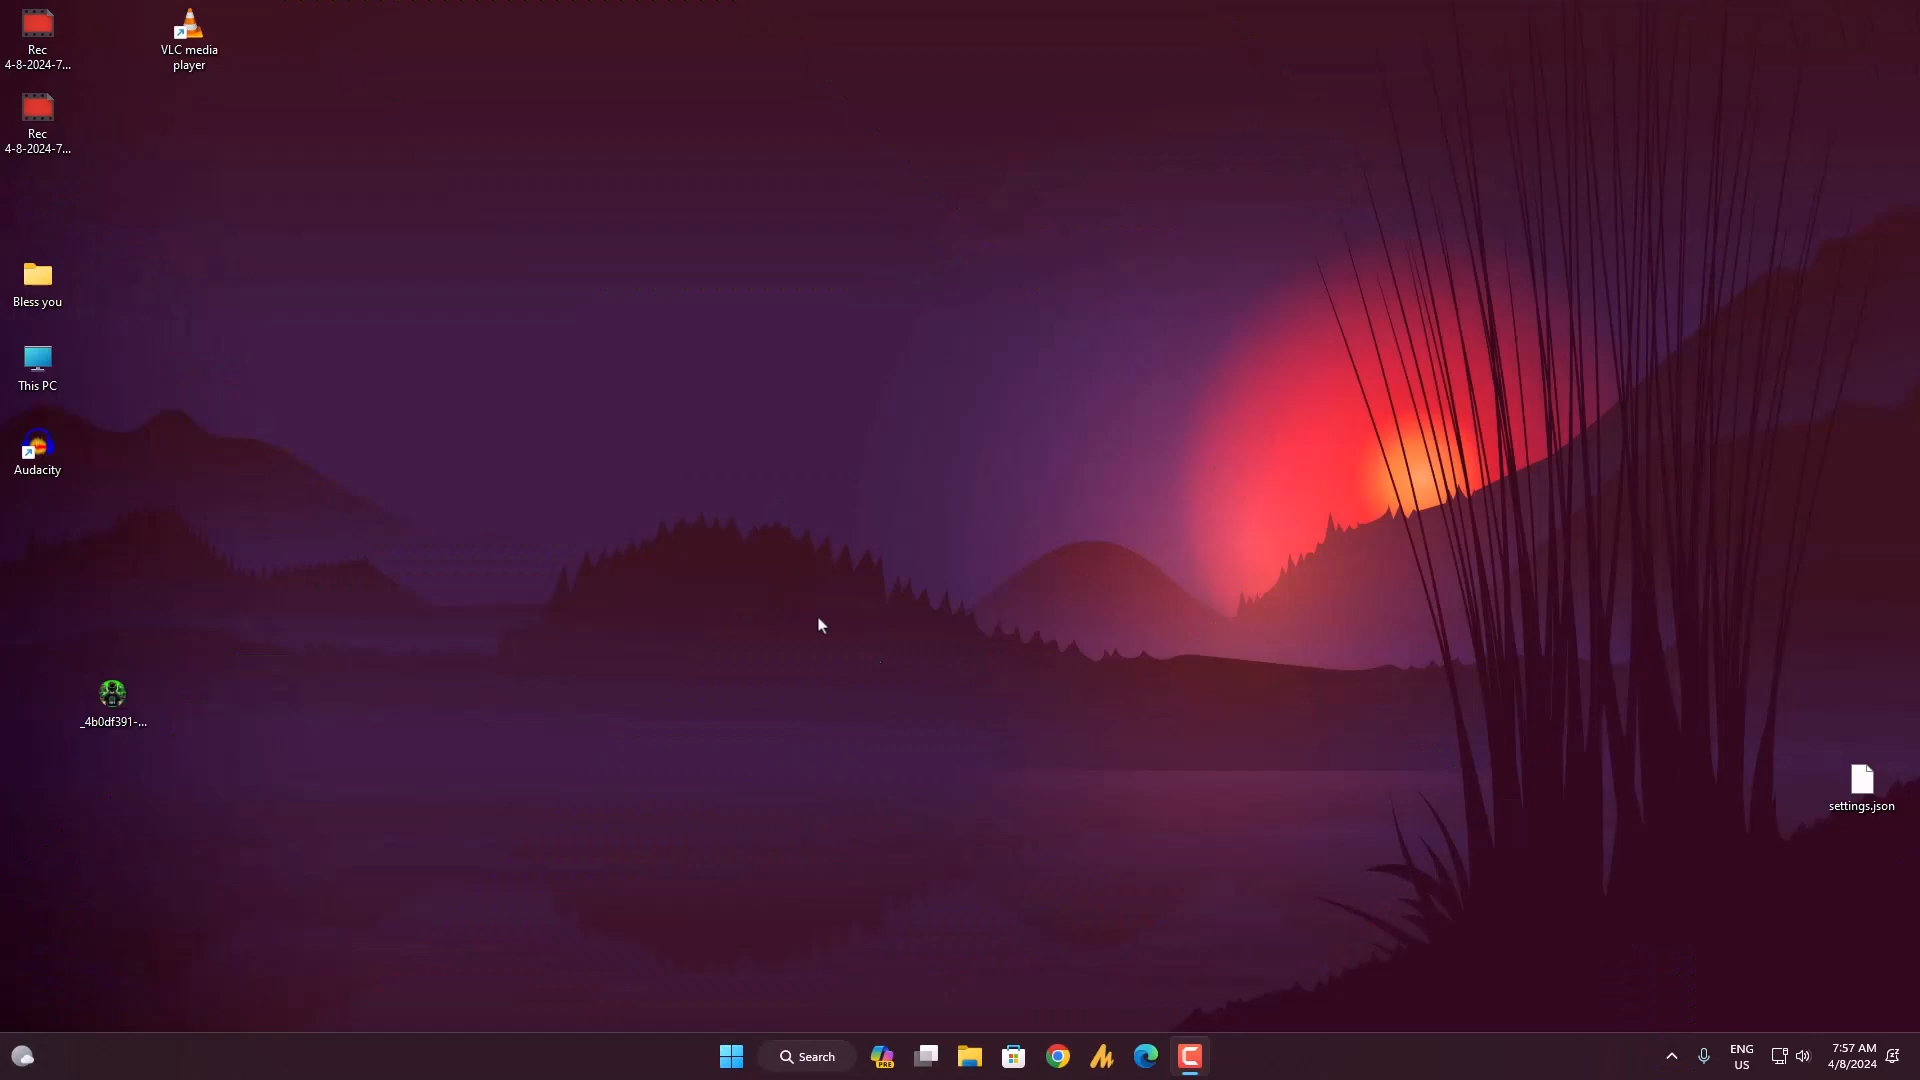 Rec
4-8-2024-7...
VLC media
player
Rec
4-8-2024-7...
Bless you
This PC
Audacity
_4b0df391-...
settings.json
Search
PRE
ENG
US
7:57 AM
4/8/2024